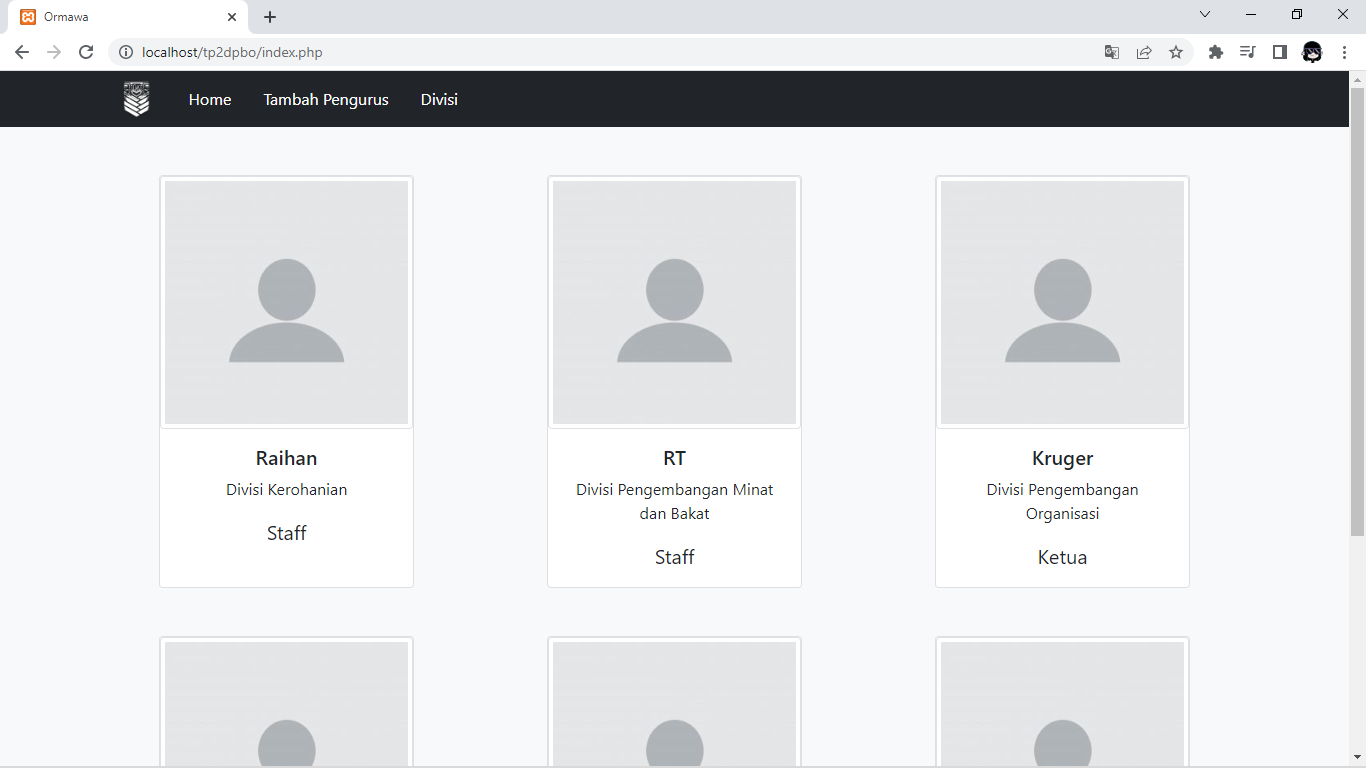 Ormawa
localhost/tp2dpbo/index.php
Home Tambah Pengurus Divisi
Raihan
Divisi Kerohanian
Staff
RT
Divisi Pengembangan Minat
dan Bakat
Staff
Kruger
Divisi Pengembangan
Organisasi
Ketua